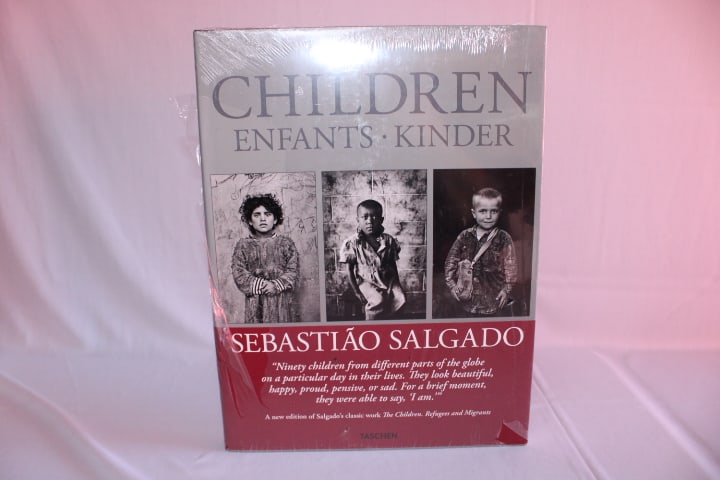 CHILDREN
ENFANTS · KINDER
SEBASTIÃO SALGADO
“Ninety children from different parts of the globe
on a particular day in their lives. They look beautiful,
happy, proud, pensive, or sad. For a brief moment,
they were able to say, ‘I am.’”
A new edition of Salgado's classic work The Children. Refugees and Migrants
TASCHEN